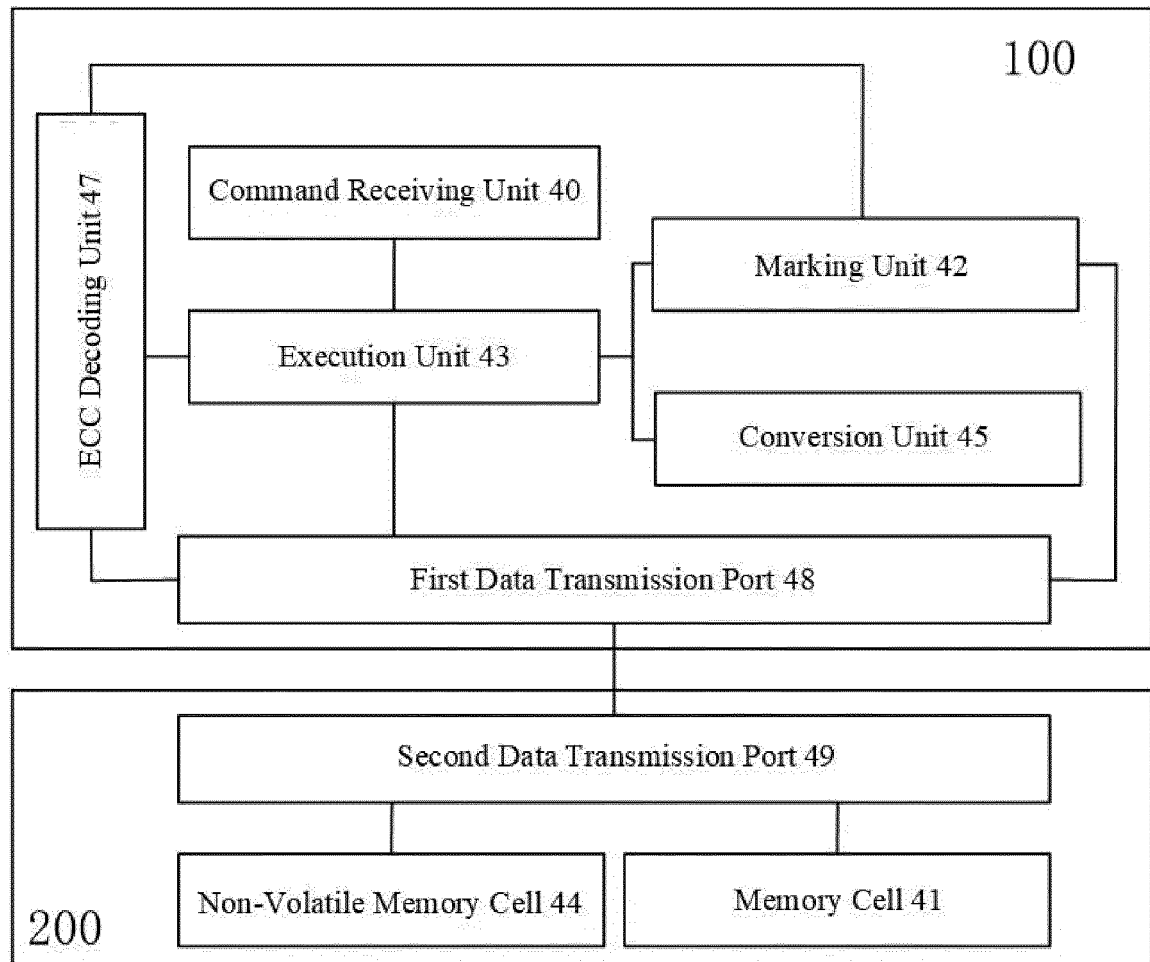 100
Command Receiving Unit 40
ECC Decoding Unit 47
Marking Unit 42
Execution Unit 43
Conversion Unit 45
First Data Transmission Port 48
Second Data Transmission Port 49
Non-Volatile Memory Cell 44
Memory Cell 41
200